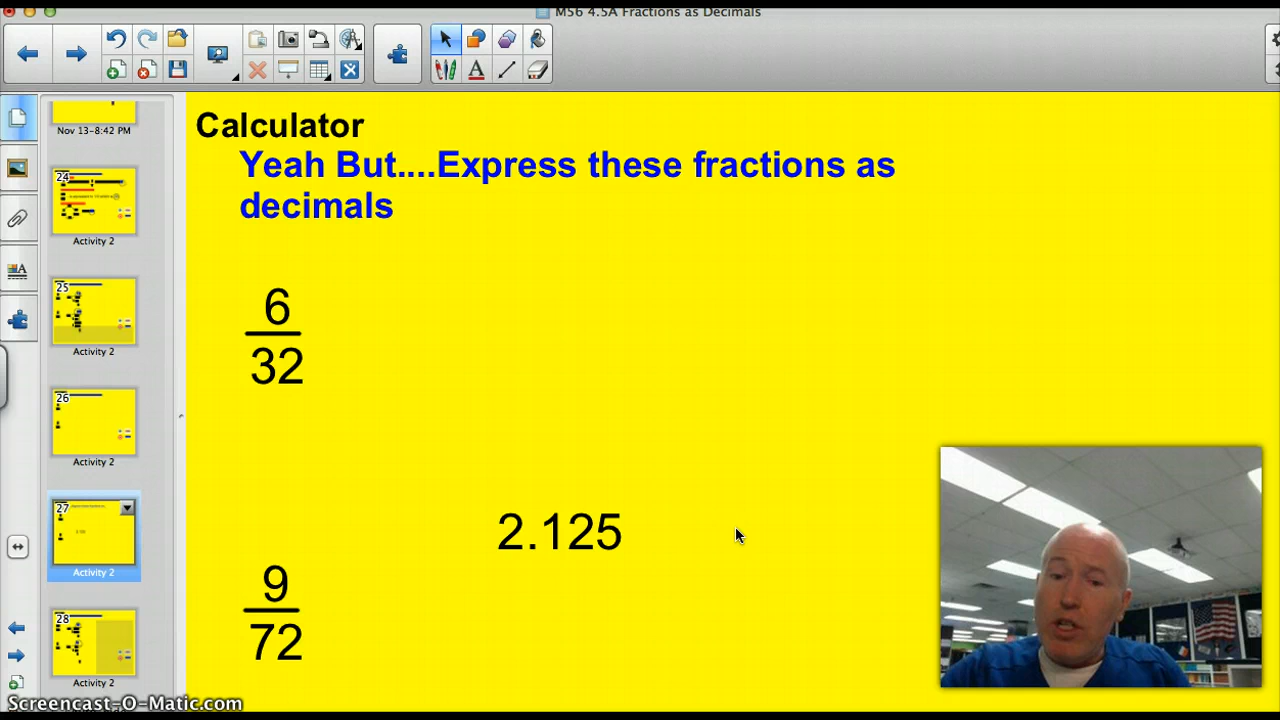 MS6 4.5A Fractions as Decimals
Nov 13-8:42 PM
24
Activity 2
25
Activity 2
26
Activity 2
27
Activity 2
28
Activity 2
Calculator
Yeah But....Express these fractions as
decimals
6
32
2.125
9
72
Screencast-O-Matic.com